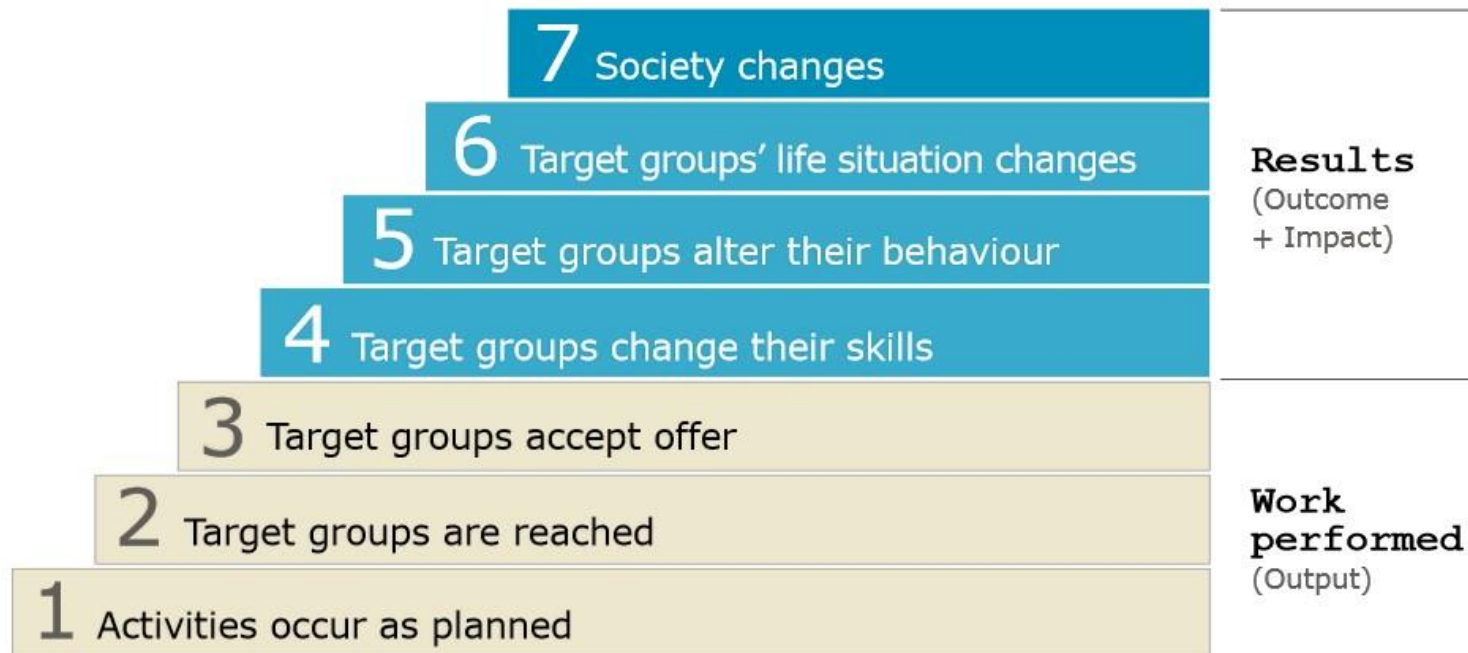 7 Society changes
6 Target groups’ life situation changes
5 Target groups alter their behaviour
4 Target groups change their skills
3 Target groups accept offer
2 Target groups are reached
1 Activities occur as planned
Results
(Outcome
+ Impact)
Work
performed
(Output)